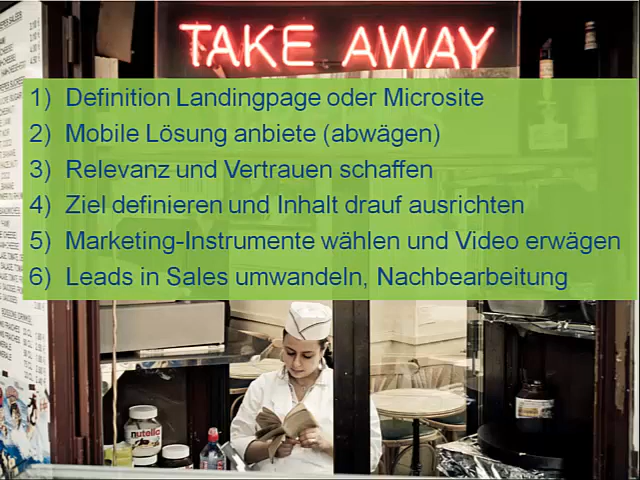 TAKE AWAY
1) Definition Landingpage oder Microsite
2) Mobile Lösung anbiete (abwägen)
3) Relevanz und Vertrauen schaffen
4) Ziel definieren und Inhalt drauf ausrichten
5) Marketing-Instrumente wählen und Video erwägen
6) Leads in Sales umwandeln, Nachbearbeitung
nutella